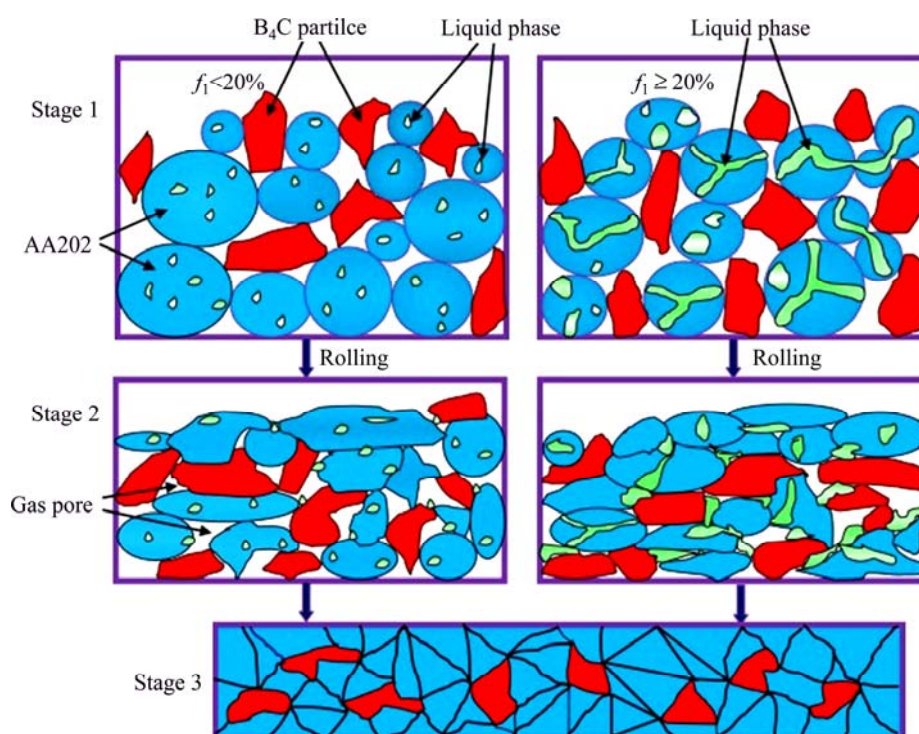 B₄C partilce
Liquid phase
Liquid phase
f₁<20%
f₁ ≥ 20%
Stage 1
AA202
Rolling
Rolling
Stage 2
Gas pore
Stage 3